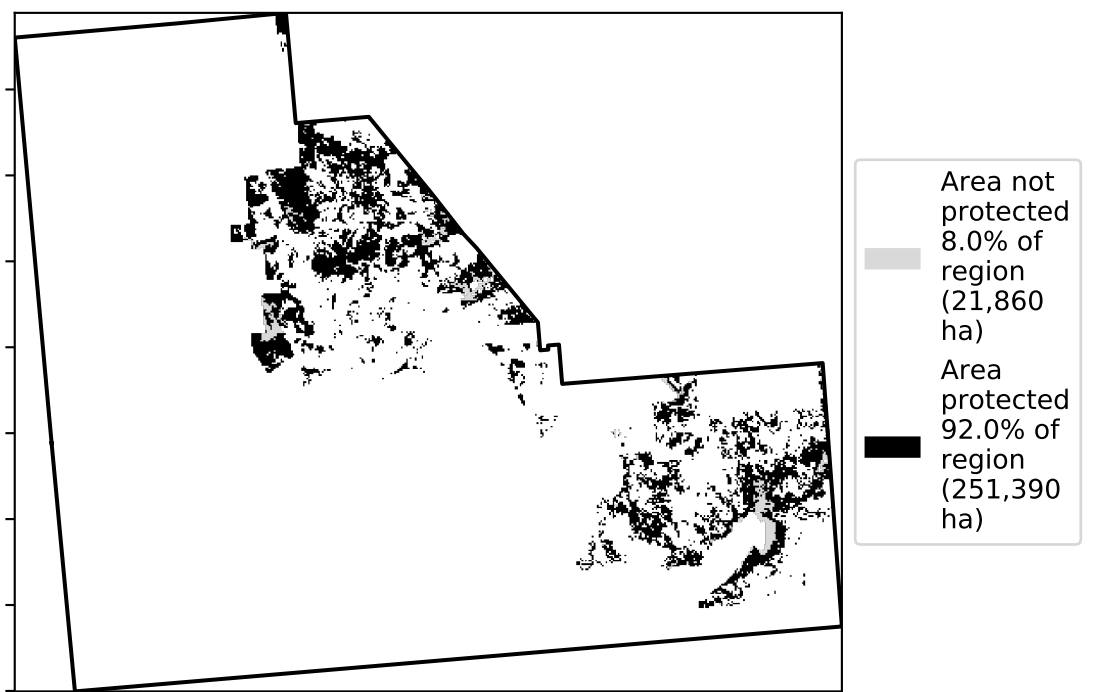 Area not
protected
8.0% of
region
(21,860
ha)
Area
protected
92.0% of
region
(251,390
ha)